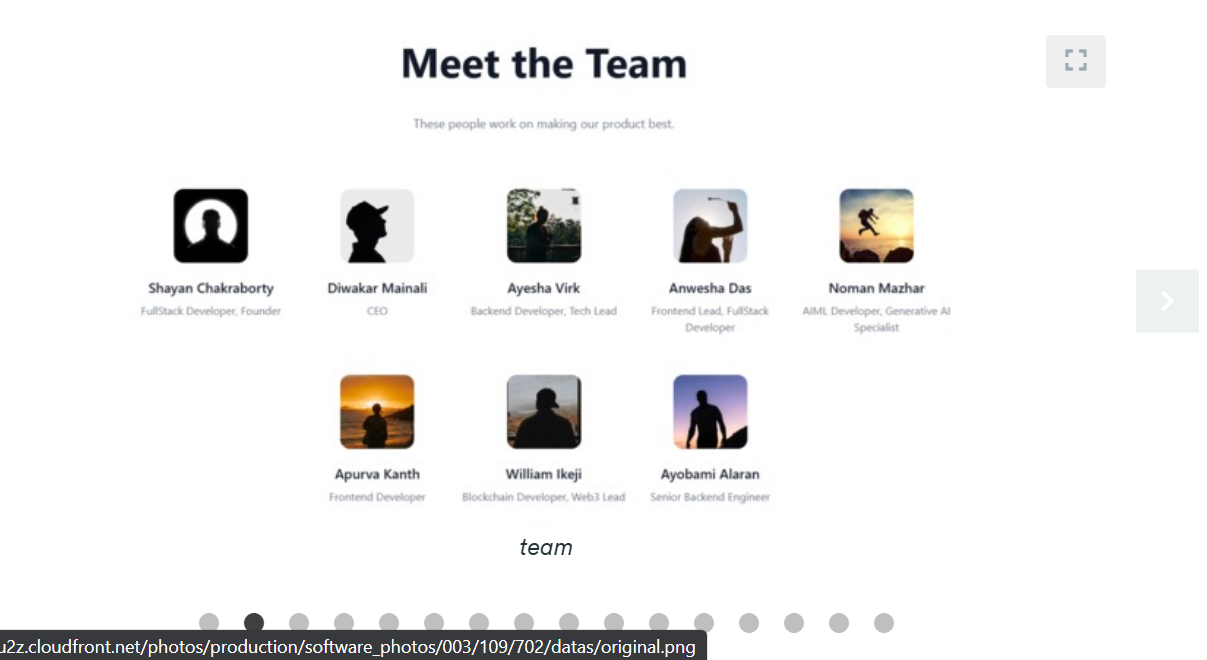 Meet the Team
These people work on making our product best.
Shayan Chakraborty
FullStack Developer, Founder
Diwakar Mainali
CEO
Ayesha Virk
Backend Developer, Tech Lead
Anwesha Das
Frontend Lead, FullStack
Developer
Noman Mazhar
AIML Developer, Generative AI
Specialist
Apurva Kanth
Frontend Developer
William Ikeji
Blockchain Developer, Web3 Lead
Ayobami Alaran
Senior Backend Engineer
team
u2z.cloudfront.net/photos/production/software_photos/003/109/702/datas/original.png